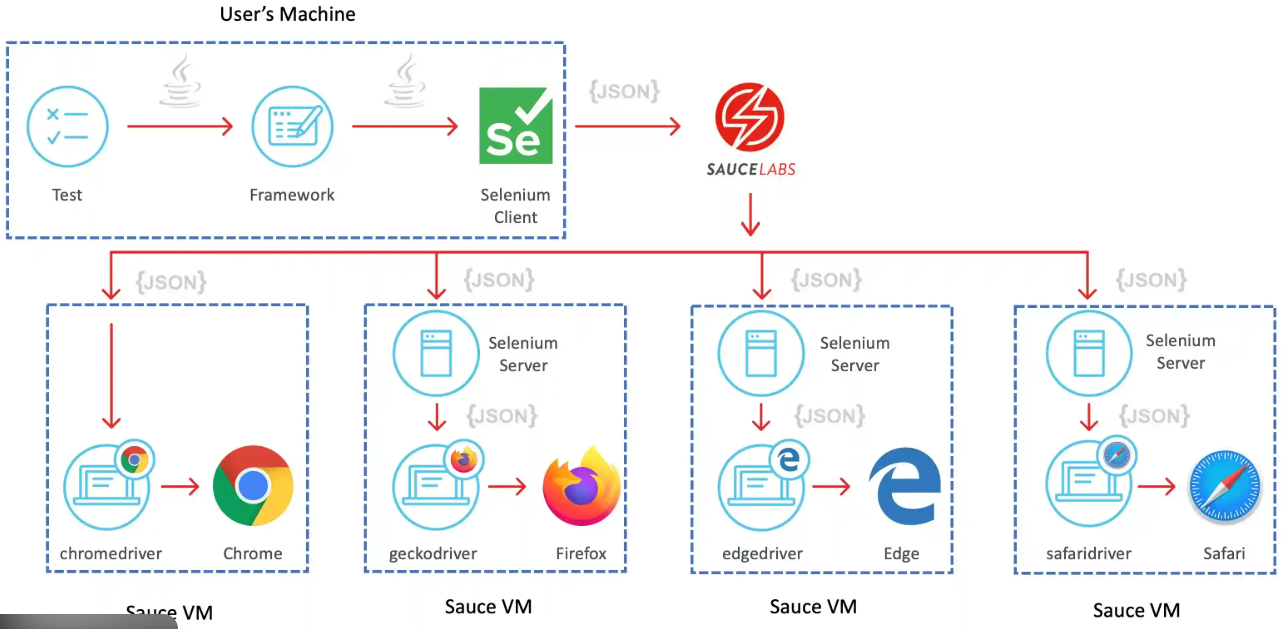 User's Machine
{JSON}
Se
SAUCELABS
Test
Framework
Selenium
Client
{JSON}
{JSON}
{JSON}
{JSON}
Selenium
Server
Selenium
Server
Selenium
Server
{JSON}
{JSON}
{JSON}
chromedriver
Chrome
geckodriver
Firefox
edgedriver
Edge
safaridriver
Safari
Sauce VM
Sauce VM
Sauce VM
Sauce VM